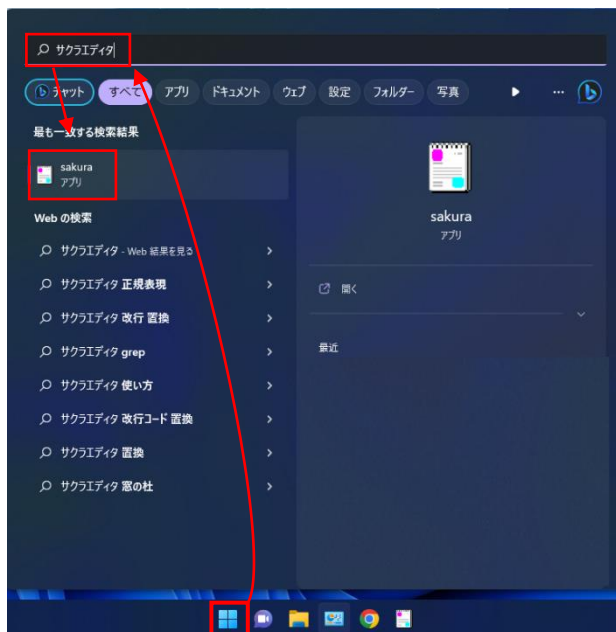 サクラエディタ
チャット すべて アプリ ドキュメント ウェブ 設定 フォルダー 写真
最も一致する検索結果
sakura
アプリ
Web の検索
サクラエディタ - Web 結果を見る
サクラエディタ 正規表現
サクラエディタ 改行 置換
サクラエディタ grep
サクラエディタ 使い方
サクラエディタ 改行コード 置換
サクラエディタ 置換
サクラエディタ 窓の杜
sakura
アプリ
開く
最近